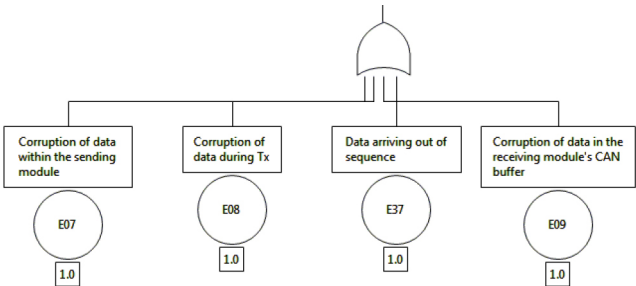 Corruption of data
within the sending
module
Corruption of
data during Tx
Data arriving out of
sequence
Corruption of data in the
receiving module's CAN
buffer
E07
E08
E37
E09
1.0
1.0
1.0
1.0